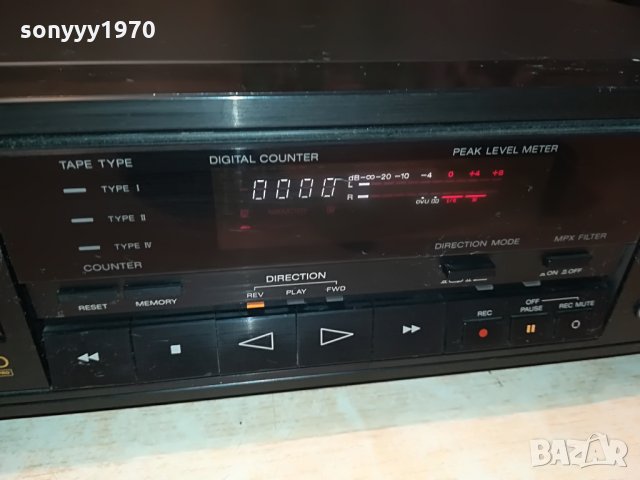 sonyyy1970
TAPE TYPE
DIGITAL COUNTER
PEAK LEVEL METER
dB-∞-20 -10 -4 0 +4 +8
TYPE I
0000
L
R
TYPE II
MEMORY
TYPE IV
DIRECTION MODE
MPX FILTER
COUNTER
DIRECTION
ON OFF
RESET
MEMORY
REV PLAY FWD
REC
OFF
PAUSE
REC MUTE
BAZAR